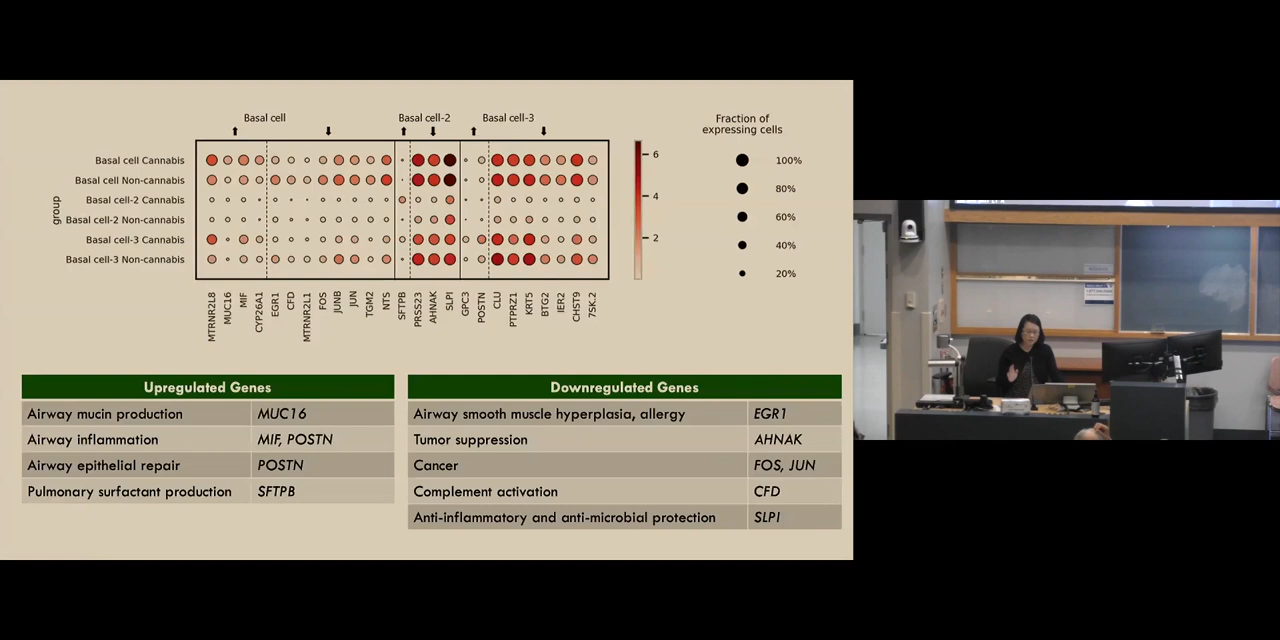 Basal cell
Basal cell-2
Basal cell-3
Fraction of
expressing cells
group
Basal cell Cannabis
Basal cell Non-cannabis
Basal cell-2 Cannabis
Basal cell-2 Non-cannabis
Basal cell-3 Cannabis
Basal cell-3 Non-cannabis
6
4
2
100%
80%
60%
40%
20%
MTRNR2L8
MUC16
MIF
CYP26A1
EGR1
CFD
MTRNR2L1
FOS
JUNB
JUN
TGM2
NTS
SFTPB
PRSS23
AHNAK
SLPI
GPC3
POSTN
CLU
PTPRZ1
KRT5
BTG2
IER2
CHST9
7SK.2
Upregulated Genes
Airway mucin production MUC16
Airway inflammation MIF, POSTN
Airway epithelial repair POSTN
Pulmonary surfactant production SFTPB
Downregulated Genes
Airway smooth muscle hyperplasia, allergy EGR1
Tumor suppression AHNAK
Cancer FOS, JUN
Complement activation CFD
Anti-inflammatory and anti-microbial protection SLPI